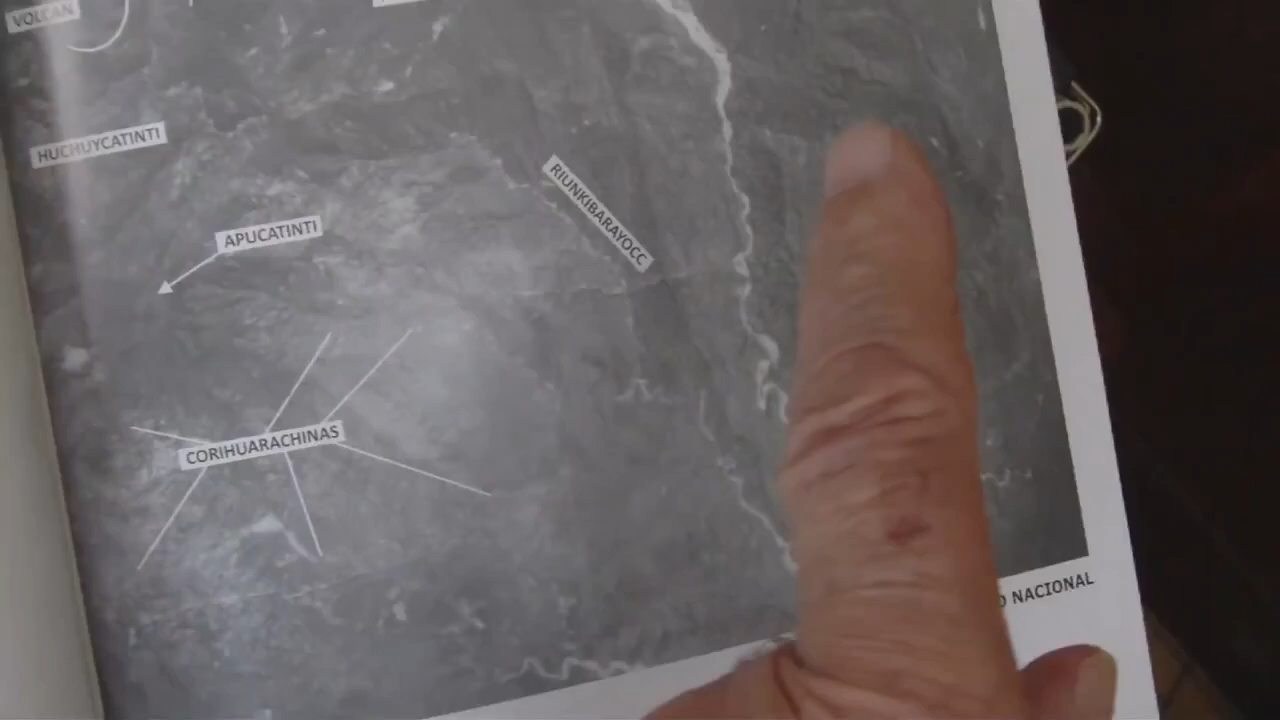 VOLCAN
HUCHUYCATINTI
RIUNKIBARAYOCC
APUCATINTI
CORIHUARACHINAS
NACIONAL